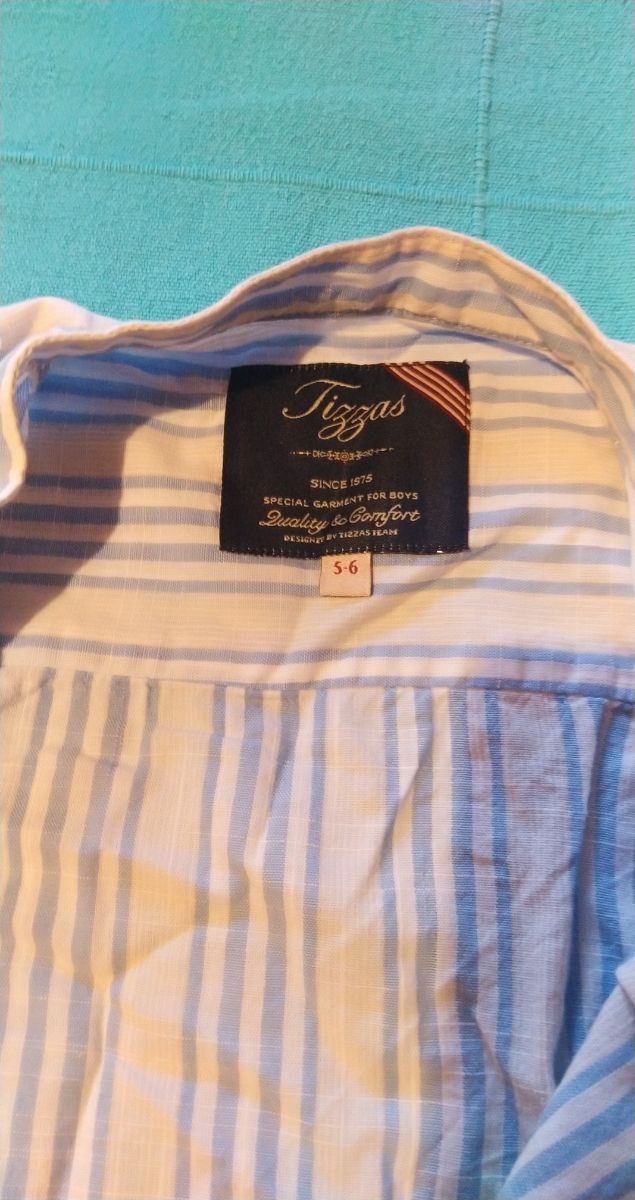 Tizzas
SINCE 1975
SPECIAL GARMENT FOR BOYS
Quality & Comfort
DESIGNED BY TIZZAS TEAM
5-6